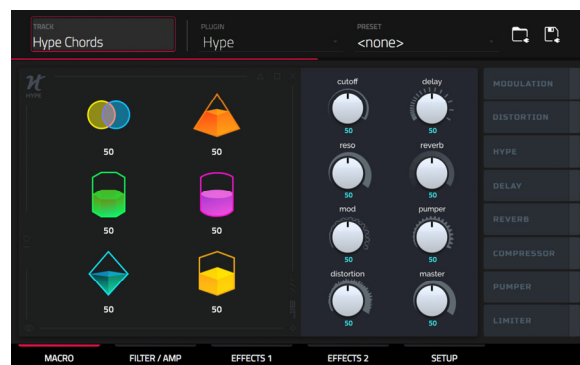 TRACK
Hype Chords
PLUGIN
Hype
PRESET
<none>
HYPE
50
50
50
50
50
50
cutoff
delay
50
50
reso
reverb
50
50
mod
pumper
50
50
distortion
master
50
50
MODULATION
DISTORTION
HYPE
DELAY
REVERB
COMPRESSOR
PUMPER
LIMITER
MACRO
FILTER / AMP
EFFECTS 1
EFFECTS 2
SETUP